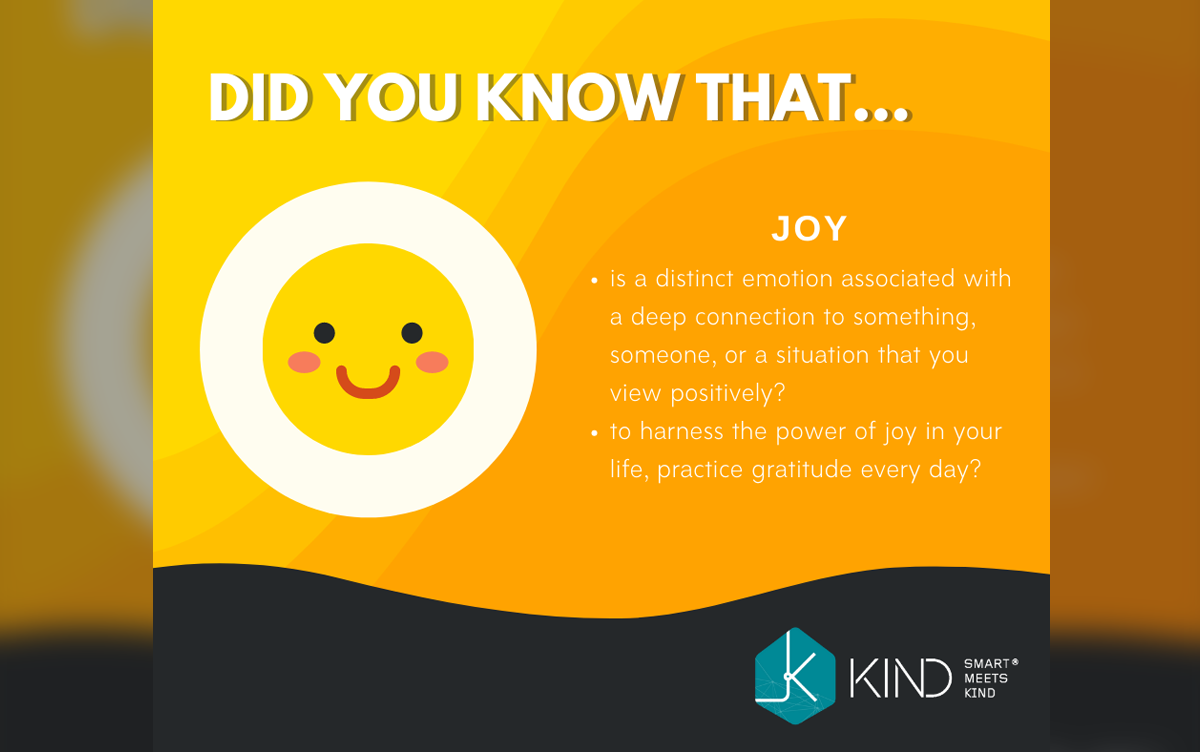 DID YOU KNOW THAT...
JOY
• is a distinct emotion associated with
a deep connection to something,
someone, or a situation that you
view positively?
• to harness the power of joy in your
life, practice gratitude every day?
KIND
SMART®
MEETS
KIND